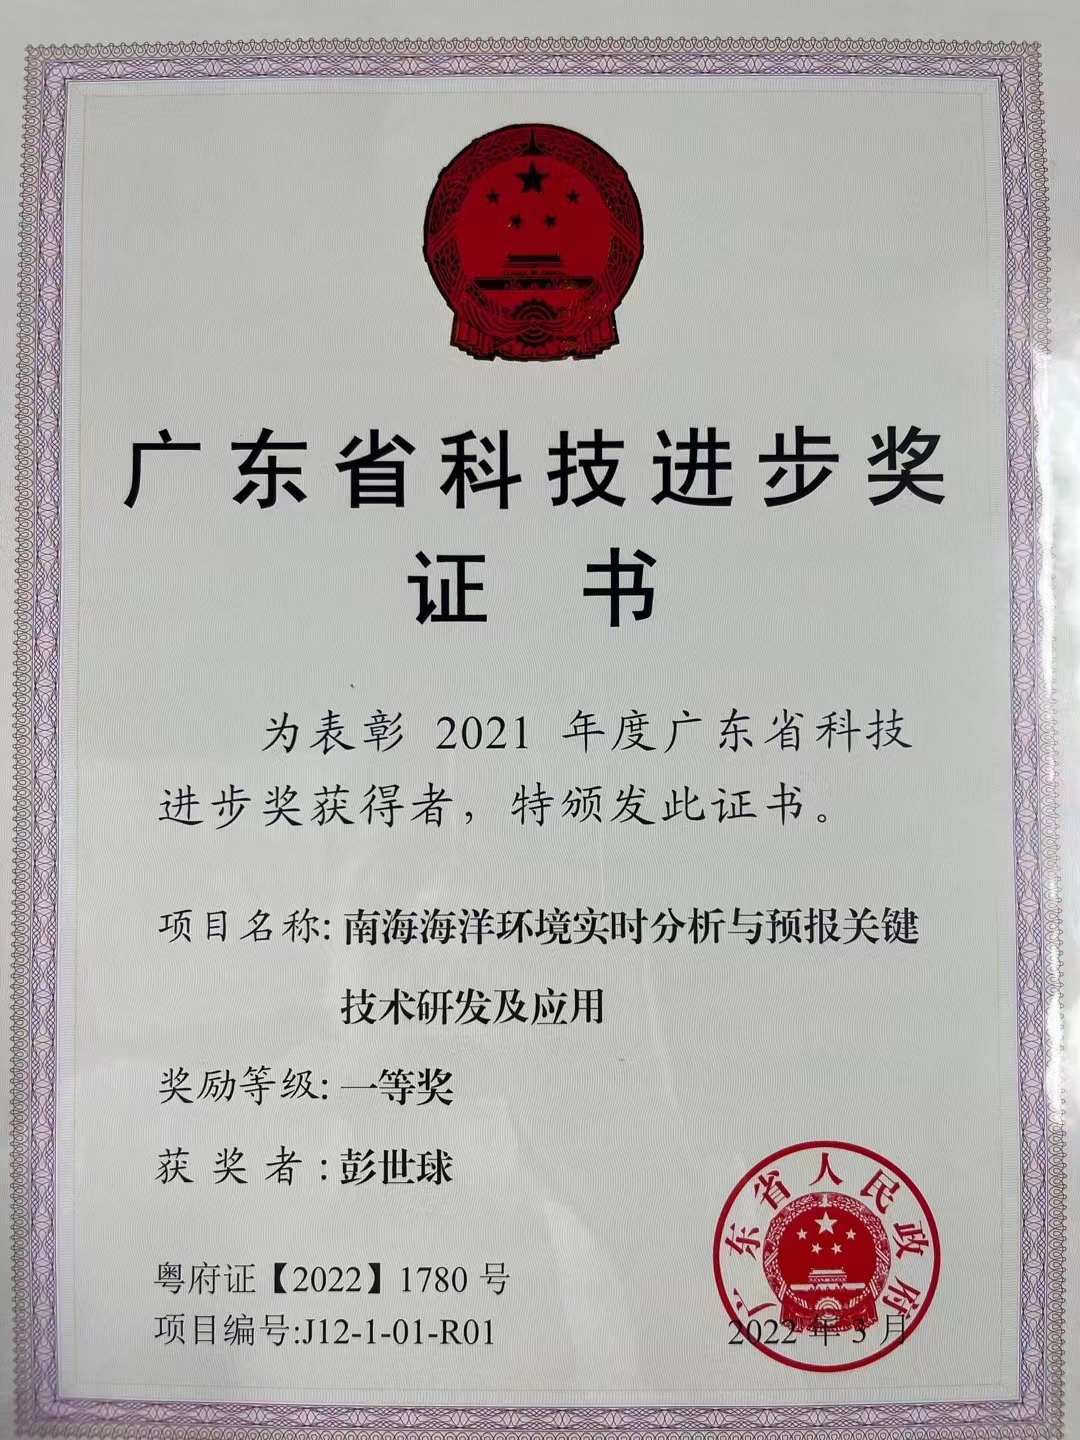 广东省科技进步奖
证 书
为表彰 2021 年度广东省科技
进步奖获得者，特颁发此证书。
项目名称: 南海海洋环境实时分析与预报关键
技术研发及应用
奖励等级: 一等奖
获 奖 者 : 彭世球
粤府证【2022】1780 号
项目编号:J12-1-01-R01
广东省人民政府
2022 年 3 月